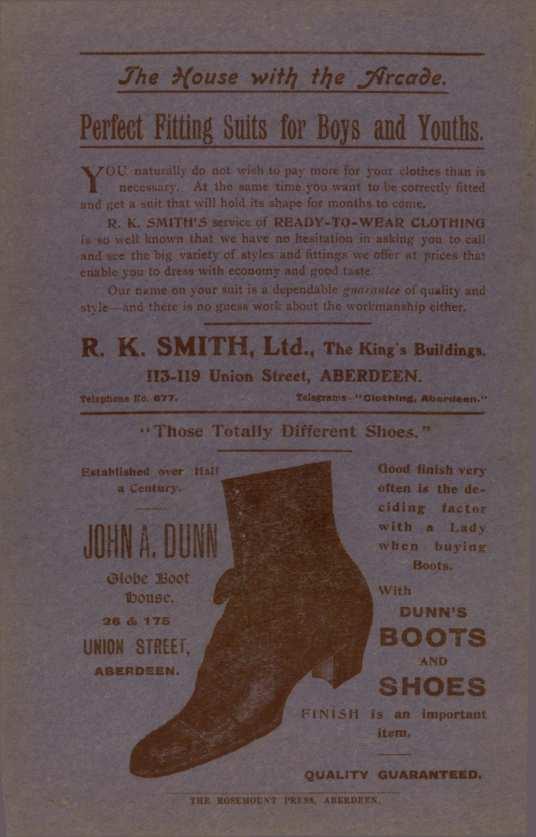 The House with the Arcade.
Perfect Fitting Suits for Boys and Youths.
YOU naturally do not wish to pay more for your clothes than is
necessary. At the same time you want to be correctly fitted
and get a suit that will hold its shape for months to come.
R. K. SMITH'S service of READY-TO-WEAR CLOTHING
is so well known that we have no hesitation in asking you to call
and see the big variety of styles and fittings we offer at prices that
enable you to dress with economy and good taste.
Our name on your suit is a dependable guarantee of quality and
style—and there is no guess work about the workmanship either.
R. K. SMITH, Ltd., The King's Buildings.
113-119 Union Street, ABERDEEN.
Telephone No. 677.
Telegrams—"Clothing, Aberdeen."
"Those Totally Different Shoes."
Established over Half
a Century.
JOHN A. DUNN
Globe Boot
House.
26 & 175
UNION STREET,
ABERDEEN.
Good finish very
often is the de-
ciding factor
with a Lady
when buying
Boots.
With
DUNN'S
BOOTS
AND
SHOES
FINISH is an important
item.
QUALITY GUARANTEED.
THE ROSEMOUNT PRESS, ABERDEEN.